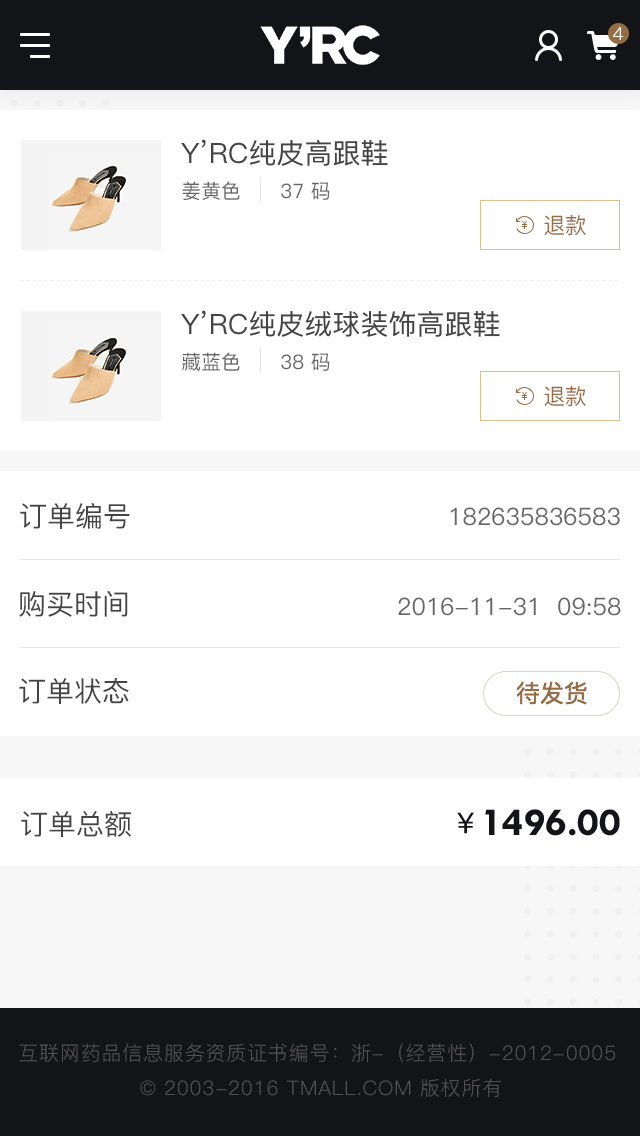 Y’RC
4
Y’RC纯皮高跟鞋
姜黄色 37 码
退款
Y’RC纯皮绒球装饰高跟鞋
藏蓝色 38 码
退款
订单编号 182635836583
购买时间 2016-11-31 09:58
订单状态 待发货
订单总额 ¥ 1496.00
互联网药品信息服务资质证书编号：浙-（经营性）-2012-0005
© 2003-2016 TMALL.COM 版权所有